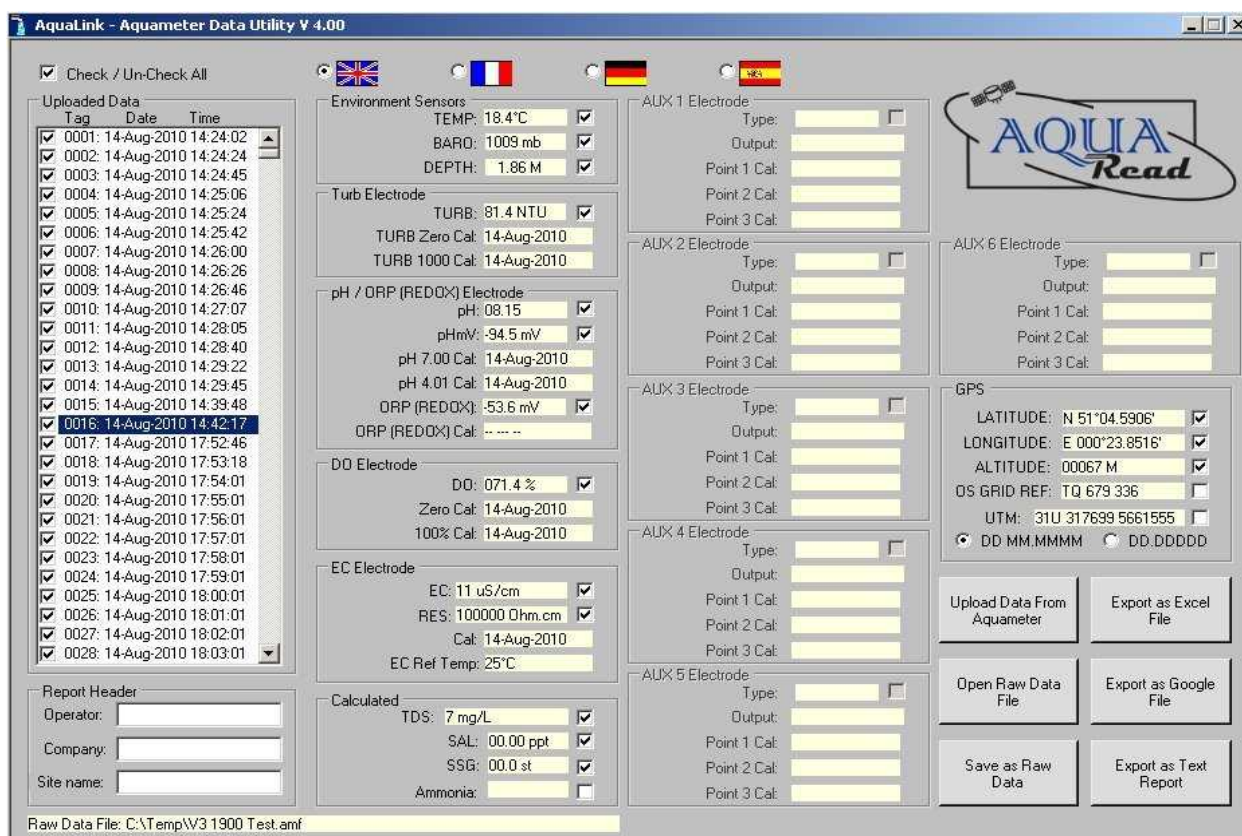 AquaLink - Aquameter Data Utility V 4.00
Check / Un-Check All
Uploaded Data
Tag Date Time
0001: 14-Aug-2010 14:24:02
0002: 14-Aug-2010 14:24:24
0003: 14-Aug-2010 14:24:45
0004: 14-Aug-2010 14:25:06
0005: 14-Aug-2010 14:25:24
0006: 14-Aug-2010 14:25:42
0007: 14-Aug-2010 14:26:00
0008: 14-Aug-2010 14:26:26
0009: 14-Aug-2010 14:26:46
0010: 14-Aug-2010 14:27:07
0011: 14-Aug-2010 14:28:05
0012: 14-Aug-2010 14:28:40
0013: 14-Aug-2010 14:29:22
0014: 14-Aug-2010 14:29:45
0015: 14-Aug-2010 14:39:48
0016: 14-Aug-2010 14:42:17
0017: 14-Aug-2010 17:52:46
0018: 14-Aug-2010 17:53:18
0019: 14-Aug-2010 17:54:01
0020: 14-Aug-2010 17:55:01
0021: 14-Aug-2010 17:56:01
0022: 14-Aug-2010 17:57:01
0023: 14-Aug-2010 17:58:01
0024: 14-Aug-2010 17:59:01
0025: 14-Aug-2010 18:00:01
0026: 14-Aug-2010 18:01:01
0027: 14-Aug-2010 18:02:01
0028: 14-Aug-2010 18:03:01
Report Header
Operator:
Company:
Site name:
Environment Sensors
TEMP: 18.4°C
BARO: 1009 mb
DEPTH: 1.86 M
Turb Electrode
TURB: 81.4 NTU
TURB Zero Cal: 14-Aug-2010
TURB 1000 Cal: 14-Aug-2010
pH / ORP (REDOX) Electrode
pH: 08.15
pHmV: -94.5 mV
pH 7.00 Cal: 14-Aug-2010
pH 4.01 Cal: 14-Aug-2010
ORP (REDOX): -53.6 mV
ORP (REDOX) Cal: -- --- --
DO Electrode
DO: 071.4 %
Zero Cal: 14-Aug-2010
100% Cal: 14-Aug-2010
EC Electrode
EC: 11 uS/cm
RES: 100000 Ohm.cm
Cal: 14-Aug-2010
EC Ref Temp: 25°C
Calculated
TDS: 7 mg/L
SAL: 00.00 ppt
SSG: 00.0 st
Ammonia:
AUX 1 Electrode
Type:
Output:
Point 1 Cal:
Point 2 Cal:
Point 3 Cal:
AUX 2 Electrode
Type:
Output:
Point 1 Cal:
Point 2 Cal:
Point 3 Cal:
AUX 3 Electrode
Type:
Output:
Point 1 Cal:
Point 2 Cal:
Point 3 Cal:
AUX 4 Electrode
Type:
Output:
Point 1 Cal:
Point 2 Cal:
Point 3 Cal:
AUX 5 Electrode
Type:
Output:
Point 1 Cal:
Point 2 Cal:
Point 3 Cal:
AQUA
Read
AUX 6 Electrode
Type:
Output:
Point 1 Cal:
Point 2 Cal:
Point 3 Cal:
GPS
LATITUDE: N 51°04.5906'
LONGITUDE: E 000°23.8516'
ALTITUDE: 00067 M
OS GRID REF: TQ 679 336
UTM: 31U 317699 5661555
DD MM.MMMM DD.DDDDD
Upload Data From
Aquameter
Export as Excel
File
Open Raw Data
File
Export as Google
File
Save as Raw
Data
Export as Text
Report
Raw Data File: C:\Temp\V3 1900 Test.amf